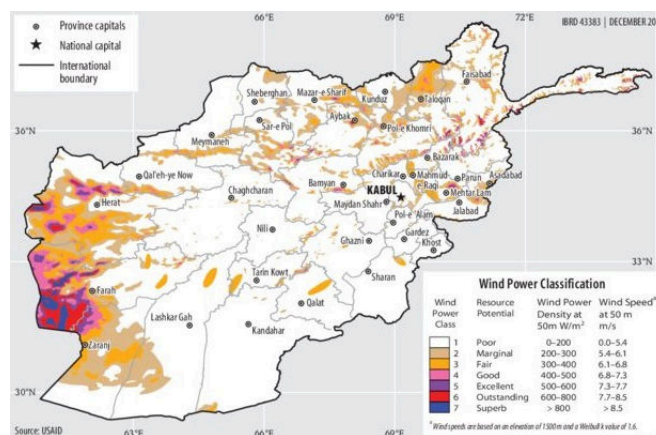 Province capitals
National capital
International
boundary
66°E
69°E
72°E
IBRD 43383 | DECEMBER 20
Faisabad
Sheberghan
Mazar-e Sharif
Kunduz
Taloqan
36°N
36°N
Aybak
Sar-e Pol
Pol-e Khomri
Meymaneh
Bazarak
Qal'eh-ye Now
Charikar
Mahmud
-e Raqi
Parun
Asadabad
Bamyan
Mehtar Lam
Chaghcharan
KABUL
Herat
Maydan Shahr
Jalabad
Pol-e 'Alam
Nili
Gardez
Ghazni
Khost
33°N
Sharan
Tarin Kowt
Farah
Qalat
Lashkar Gah
Kandahar
Zaranj
30°N
Wind Power Classification
Wind Power Class
Resource Potential
Wind Power Density at 50m W/m²
Wind Speedᵃ at 50 m m/s
1 Poor 0–200 0.0–5.4
2 Marginal 200–300 5.4–6.1
3 Fair 300–400 6.1–6.8
4 Good 400–500 6.8–7.3
5 Excellent 500–600 7.3–7.7
6 Outstanding 600–800 7.7–8.5
7 Superb > 800 > 8.5
ᵃ Wind speeds are based on an elevation of 1500 m and a Weibull k value of 1.6.
Source: USAID
63°E
66°E
69°E